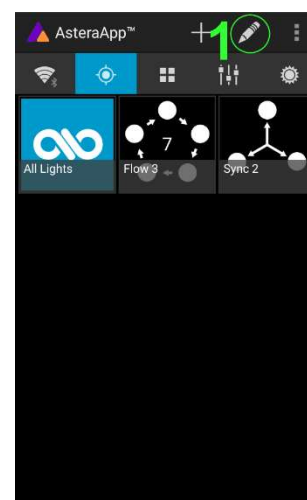 AsteraApp™
1
7
All Lights
Flow 3
Sync 2